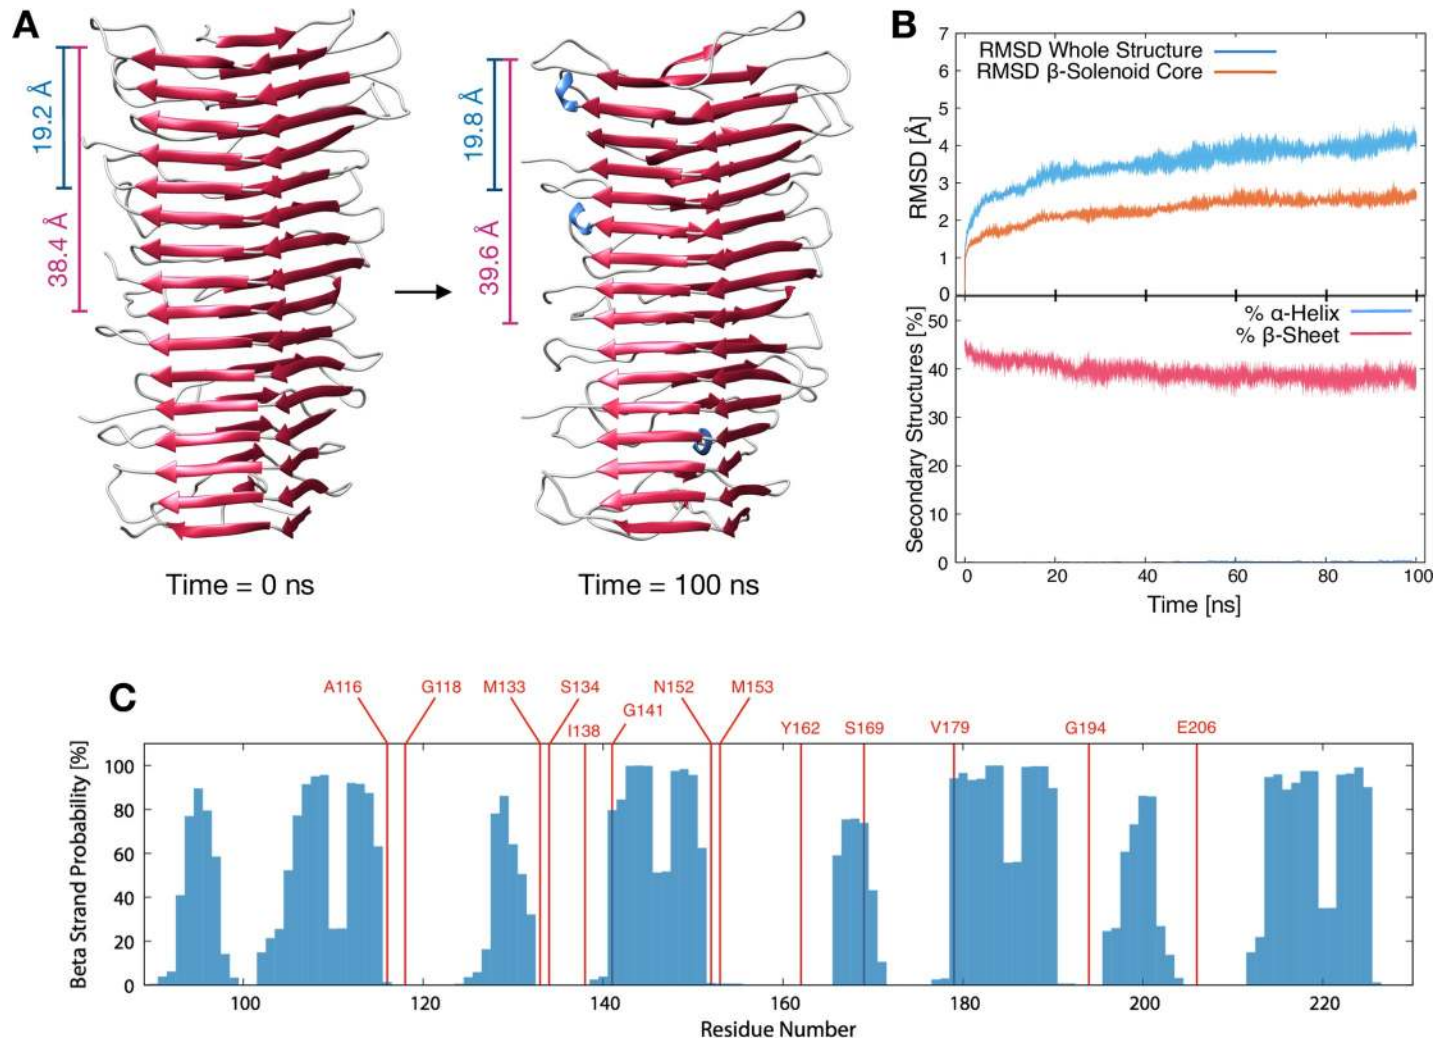 A
19.2 Å
38.4 Å
Time = 0 ns
19.8 Å
39.6 Å
Time = 100 ns
B
RMSD Whole Structure
RMSD β-Solenoid Core
RMSD [Å]
7
6
5
4
3
2
1
0
% α-Helix
% β-Sheet
Secondary Structures [%]
50
40
30
20
10
0
0 20 40 60 80 100
Time [ns]
C
A116 G118 M133 S134 N152 M153
I138 G141 Y162 S169 V179 G194 E206
Beta Strand Probability [%]
100
80
60
40
20
0
100 120 140 160 180 200 220
Residue Number